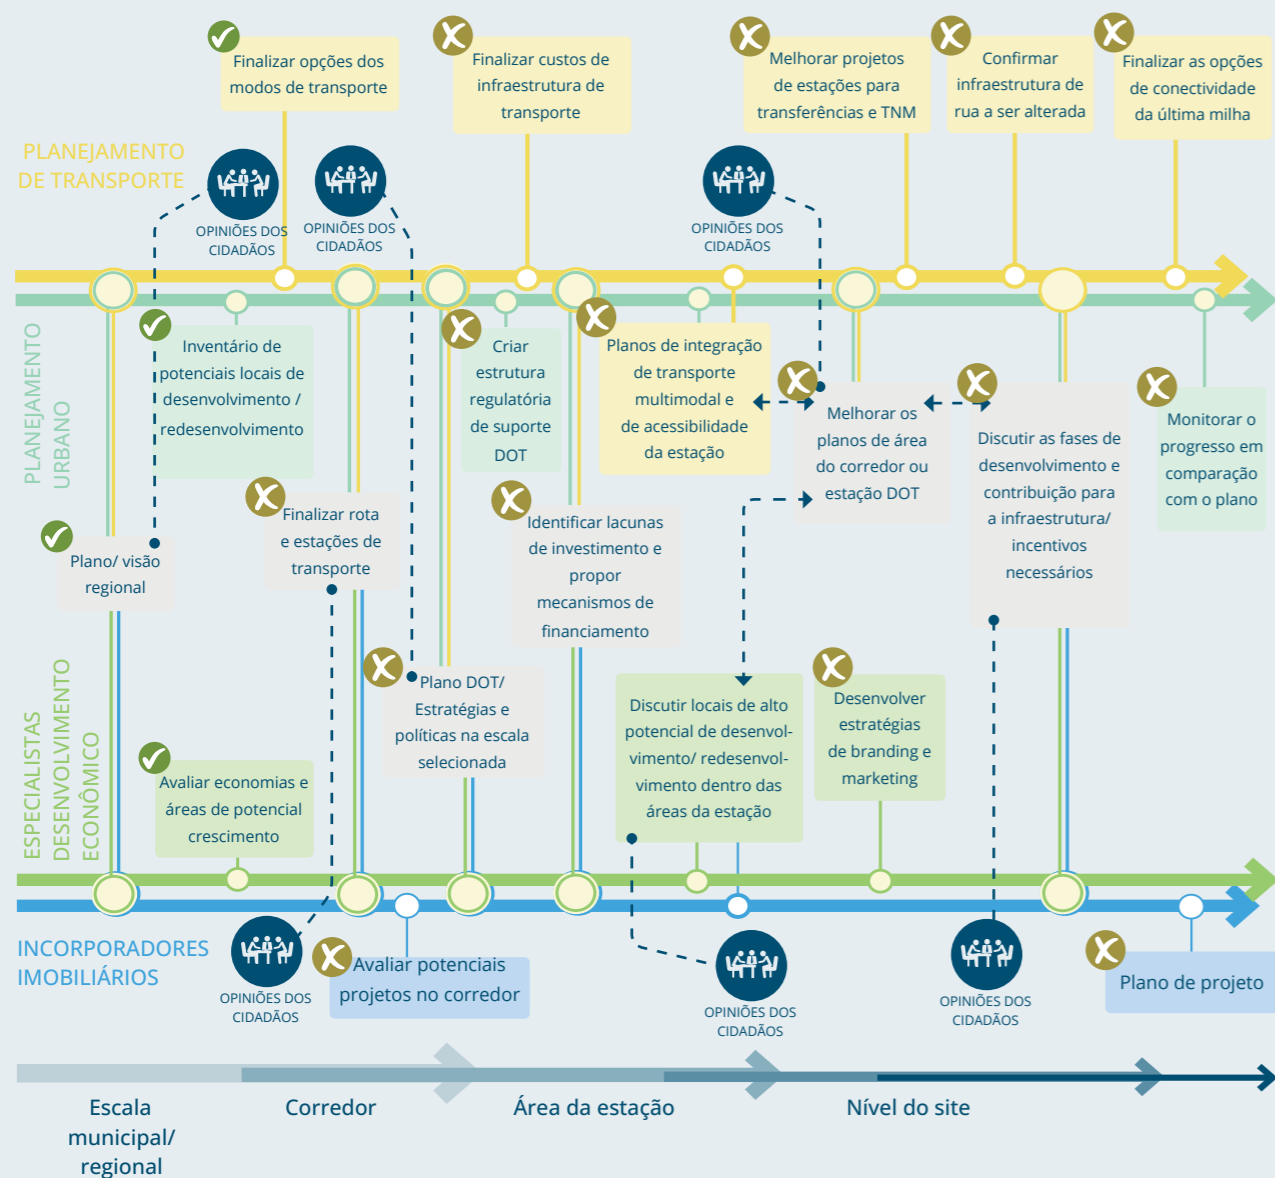 Finalizar opções dos
modos de transporte
Finalizar custos de
infraestrutura de
transporte
Melhorar projetos
de estações para
transferências e TNM
Confirmar
infraestrutura de
rua a ser alterada
Finalizar as opções
de conectividade
da última milha
PLANEJAMENTO
DE TRANSPORTE
OPINIÕES DOS
CIDADÃOS
OPINIÕES DOS
CIDADÃOS
OPINIÕES DOS
CIDADÃOS
PLANEJAMENTO
URBANO
Inventário de
potenciais locais de
desenvolvimento /
redesenvolvimento
Criar
estrutura
regulatória
de suporte
DOT
Planos de integração
de transporte
multimodal e
de acessibilidade
da estação
Melhorar os
planos de área
do corredor ou
estação DOT
Discutir as fases de
desenvolvimento e
contribuição para
a infraestrutura/
incentivos
necessários
Monitorar o
progresso em
comparação
com o plano
Plano/ visão
regional
Finalizar rota
e estações de
transporte
Identificar lacunas
de investimento e
propor
mecanismos de
financiamento
Plano DOT/
Estratégias e
políticas na escala
selecionada
ESPECIALISTAS
DESENVOLVIMENTO
ECONÔMICO
Avaliar economias e
áreas de potencial
crescimento
Discutir locais de alto
potencial de desenvol-
vimento/ redesenvol-
vimento dentro das
áreas da estação
Desenvolver
estratégias
de branding e
marketing
INCORPORADORES
IMOBILIÁRIOS
OPINIÕES DOS
CIDADÃOS
Avaliar potenciais
projetos no corredor
OPINIÕES DOS
CIDADÃOS
OPINIÕES DOS
CIDADÃOS
Plano de projeto
Escala
municipal/
regional
Corredor
Área da estação
Nível do site